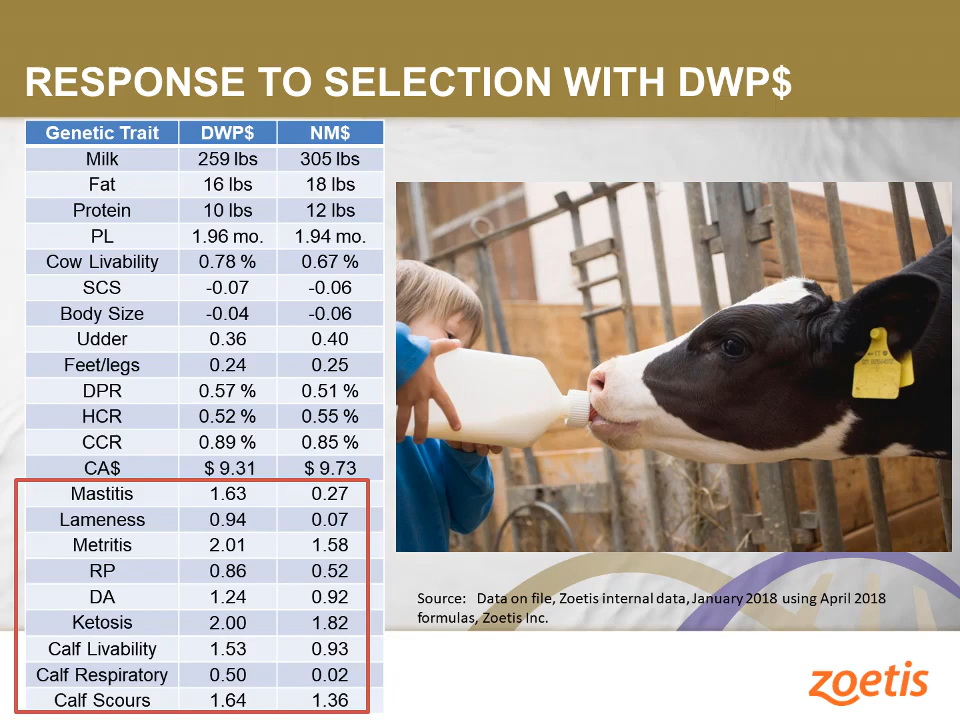 RESPONSE TO SELECTION WITH DWP$
Genetic Trait DWP$ NM$
Milk 259 lbs 305 lbs
Fat 16 lbs 18 lbs
Protein 10 lbs 12 lbs
PL 1.96 mo. 1.94 mo.
Cow Livability 0.78 % 0.67 %
SCS -0.07 -0.06
Body Size -0.04 -0.06
Udder 0.36 0.40
Feet/legs 0.24 0.25
DPR 0.57 % 0.51 %
HCR 0.52 % 0.55 %
CCR 0.89 % 0.85 %
CA$ $ 9.31 $ 9.73
Mastitis 1.63 0.27
Lameness 0.94 0.07
Metritis 2.01 1.58
RP 0.86 0.52
DA 1.24 0.92
Ketosis 2.00 1.82
Calf Livability 1.53 0.93
Calf Respiratory 0.50 0.02
Calf Scours 1.64 1.36
Source: Data on file, Zoetis internal data, January 2018 using April 2018
formulas, Zoetis Inc.
zoetis